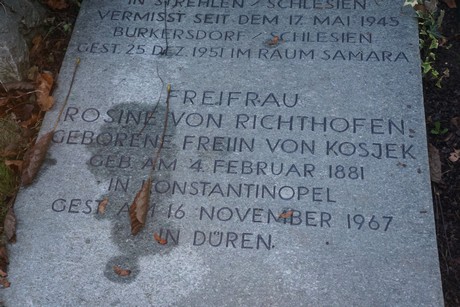 IN STREHLEN / SCHLESIEN
VERMISST SEIT DEM 17. MAI 1945
BURKERSDORF / SCHLESIEN
GEST. 25 DEZ. 1951 IM RAUM SAMARA
FREIFRAU
ROSINE VON RICHTHOFEN
GEBORENE FREIIN VON KOSJEK
GEB AM 4. FEBRUAR 1881
IN KONSTANTINOPEL
GEST AM 16 NOVEMBER 1967
IN DÜREN